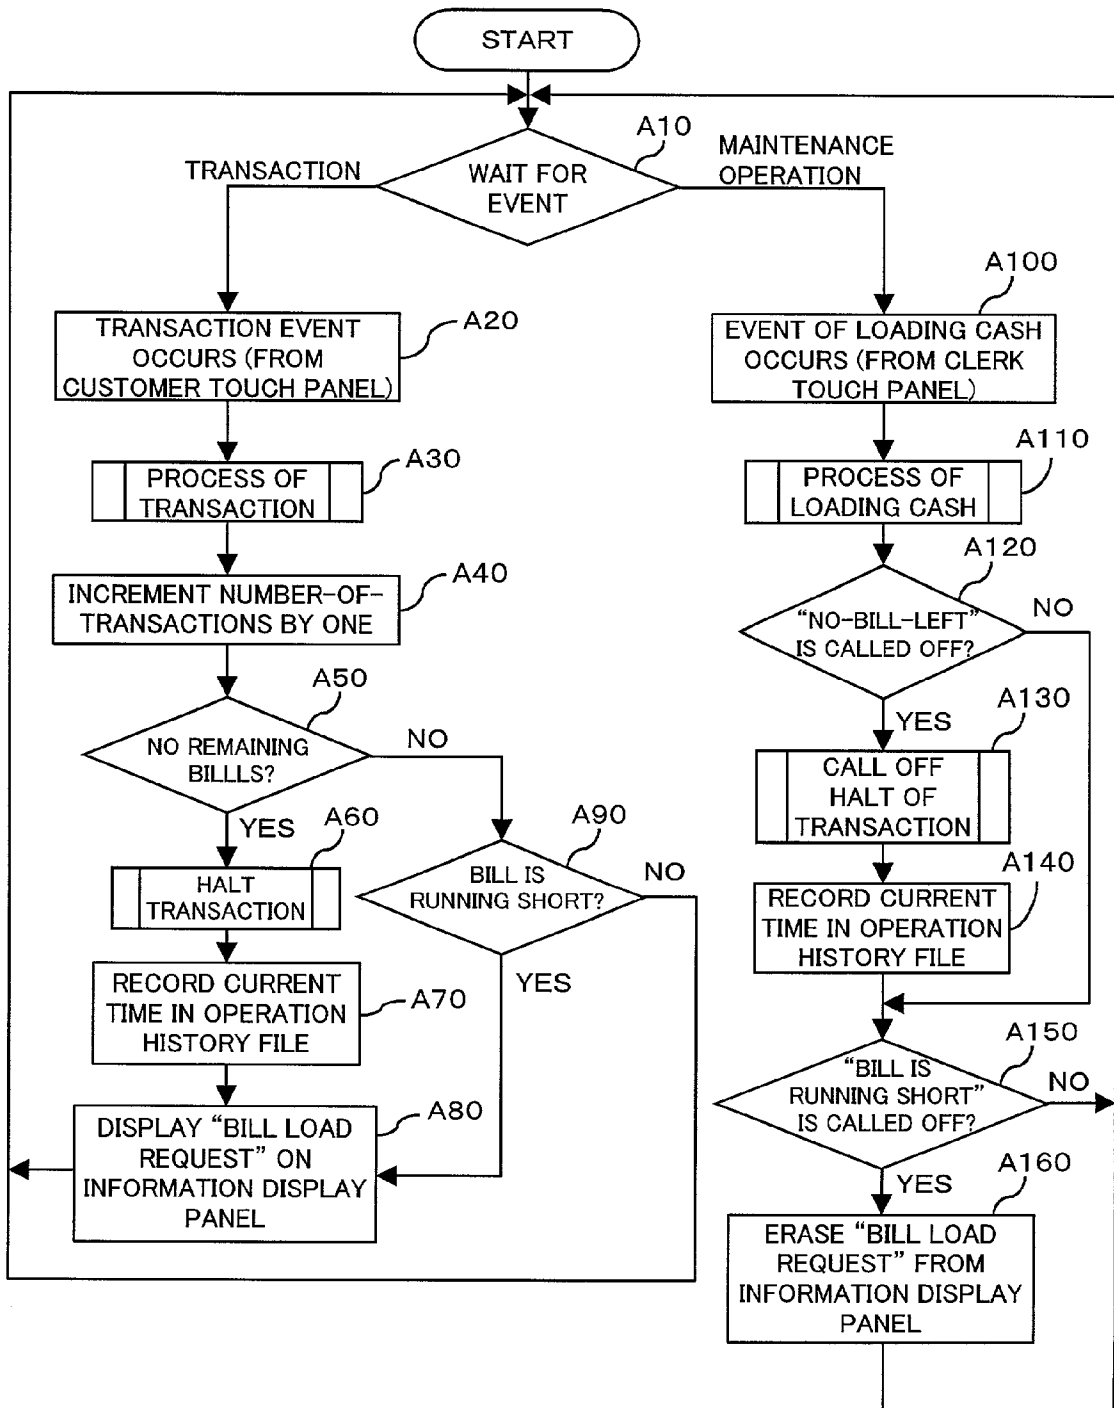 START
A10
TRANSACTION
WAIT FOR
EVENT
MAINTENANCE
OPERATION
A20
TRANSACTION EVENT
OCCURS (FROM
CUSTOMER TOUCH PANEL)
A30
PROCESS OF
TRANSACTION
A40
INCREMENT NUMBER-OF-
TRANSACTIONS BY ONE
A50
NO REMAINING
BILLLS?
NO
YES
A60
HALT
TRANSACTION
A90
BILL IS
RUNNING SHORT?
NO
YES
RECORD CURRENT
TIME IN OPERATION
HISTORY FILE
A70
A80
DISPLAY “BILL LOAD
REQUEST” ON
INFORMATION DISPLAY
PANEL
A100
EVENT OF LOADING CASH
OCCURS (FROM CLERK
TOUCH PANEL)
A110
PROCESS OF
LOADING CASH
A120
“NO-BILL-LEFT”
IS CALLED OFF?
NO
YES
A130
CALL OFF
HALT OF
TRANSACTION
A140
RECORD CURRENT
TIME IN OPERATION
HISTORY FILE
A150
“BILL IS
RUNNING SHORT”
IS CALLED OFF?
NO
YES
A160
ERASE “BILL LOAD
REQUEST” FROM
INFORMATION DISPLAY
PANEL